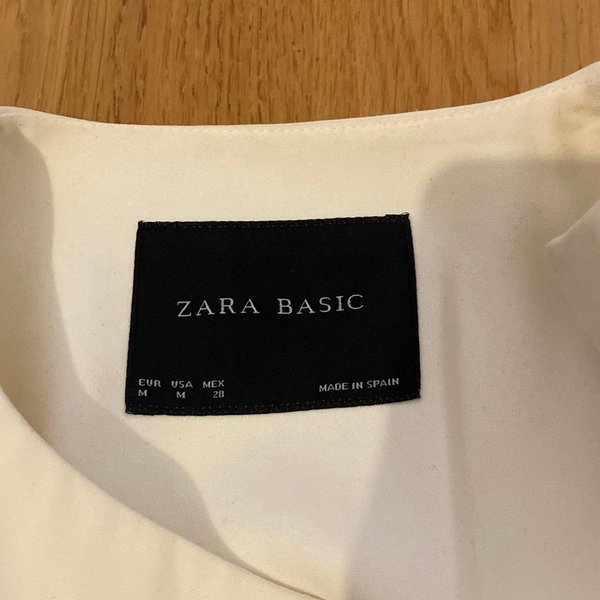 ZARA BASIC
EUR USA MEX
M M 28
MADE IN SPAIN